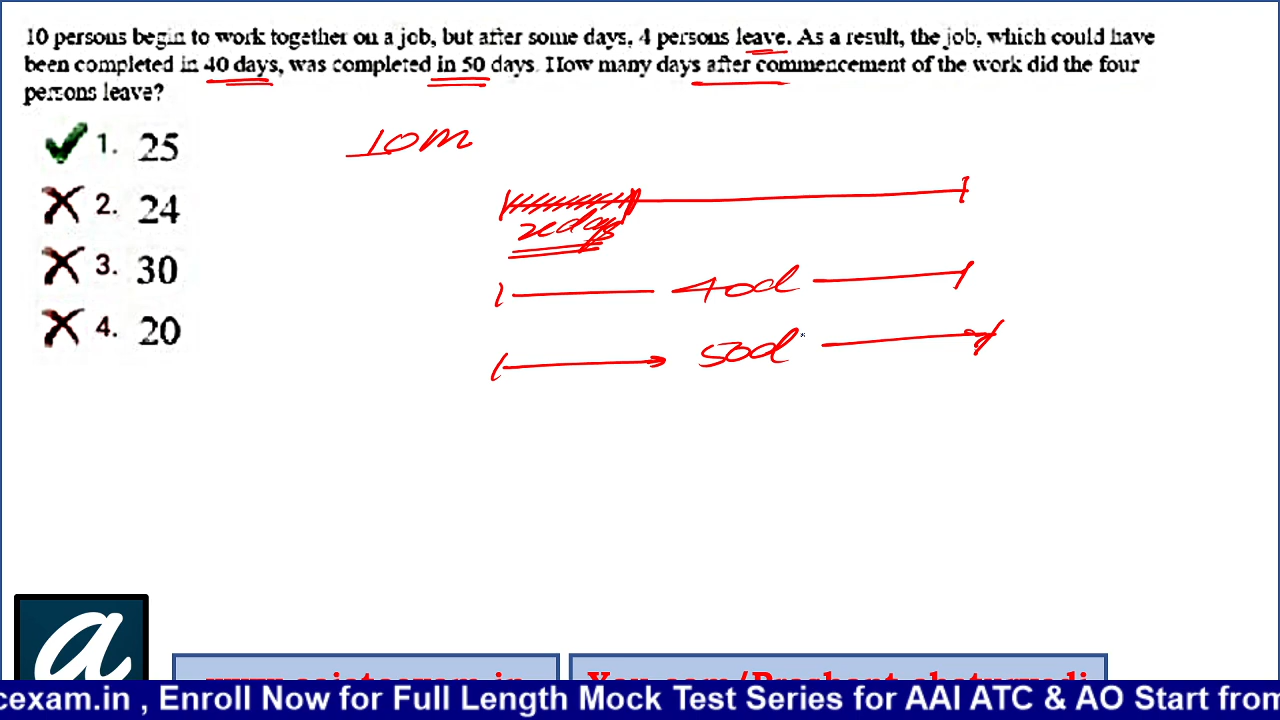 10 persons begin to work together on a job, but after some days, 4 persons leave. As a result, the job, which could have
been completed in 40 days, was completed in 50 days. How many days after commencement of the work did the four
persons leave?
1. 25
2. 24
3. 30
4. 20
10m
days
40d
50d
a
cexam.in , Enroll Now for Full Length Mock Test Series for AAI ATC & AO Start from